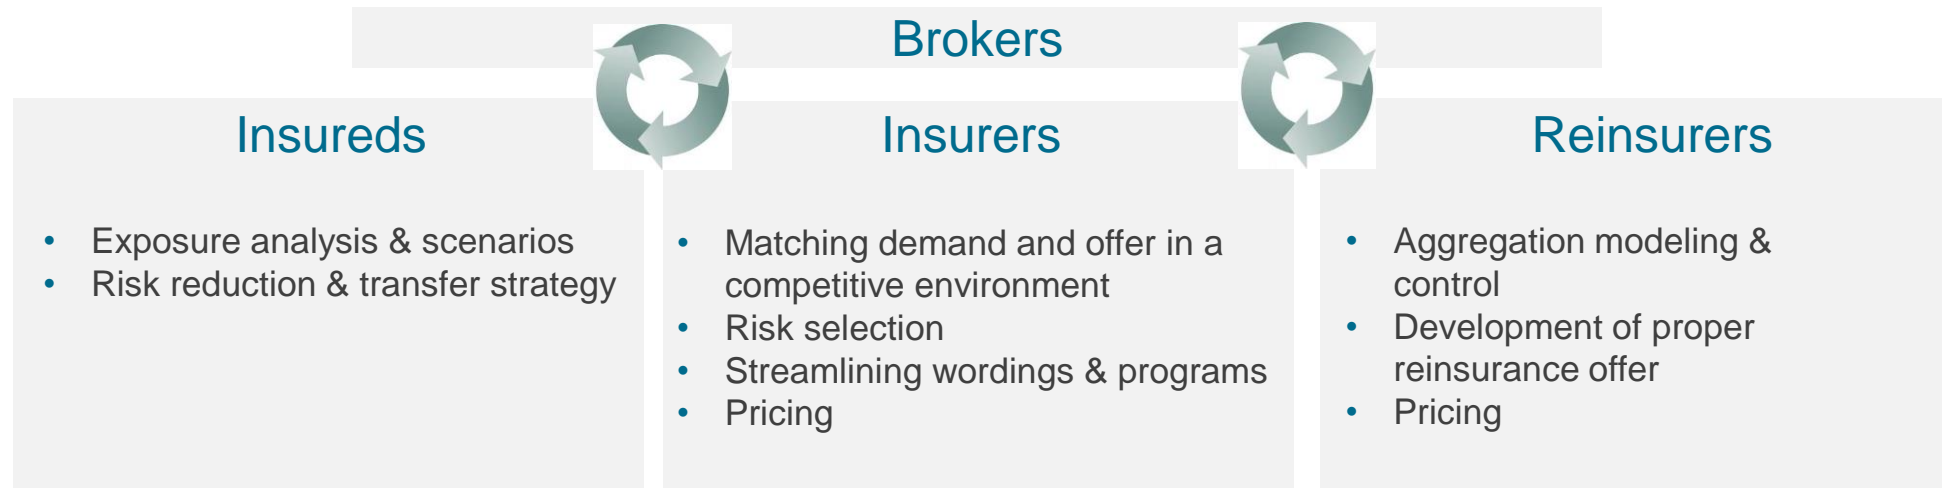 Brokers
Insureds
• Exposure analysis & scenarios
• Risk reduction & transfer strategy
Insurers
• Matching demand and offer in a
competitive environment
• Risk selection
• Streamlining wordings & programs
• Pricing
Reinsurers
• Aggregation modeling &
control
• Development of proper
reinsurance offer
• Pricing